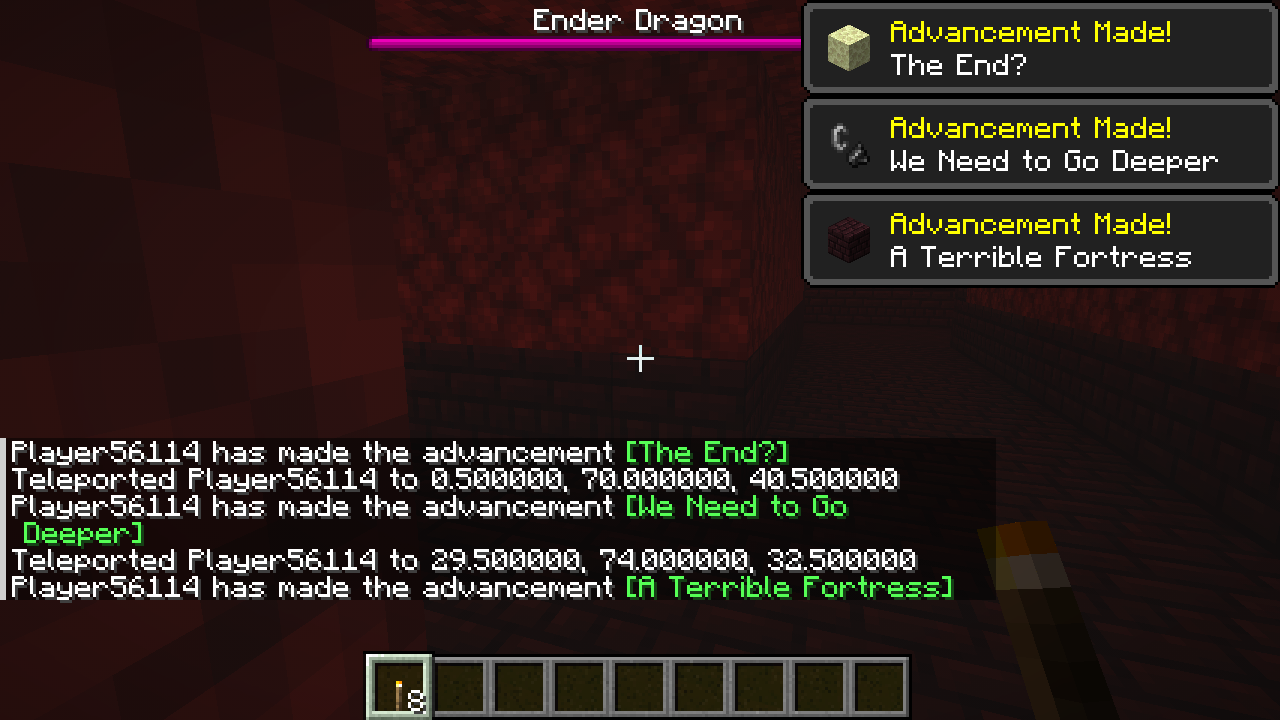 Ender Dragon
Advancement Made!
The End?
Advancement Made!
We Need to Go Deeper
Advancement Made!
A Terrible Fortress
Player56114 has made the advancement [The End?]
Teleported Player56114 to 0.500000, 70.000000, 40.500000
Player56114 has made the advancement [We Need to Go
Deeper]
Teleported Player56114 to 29.500000, 74.000000, 32.500000
Player56114 has made the advancement [A Terrible Fortress]
8